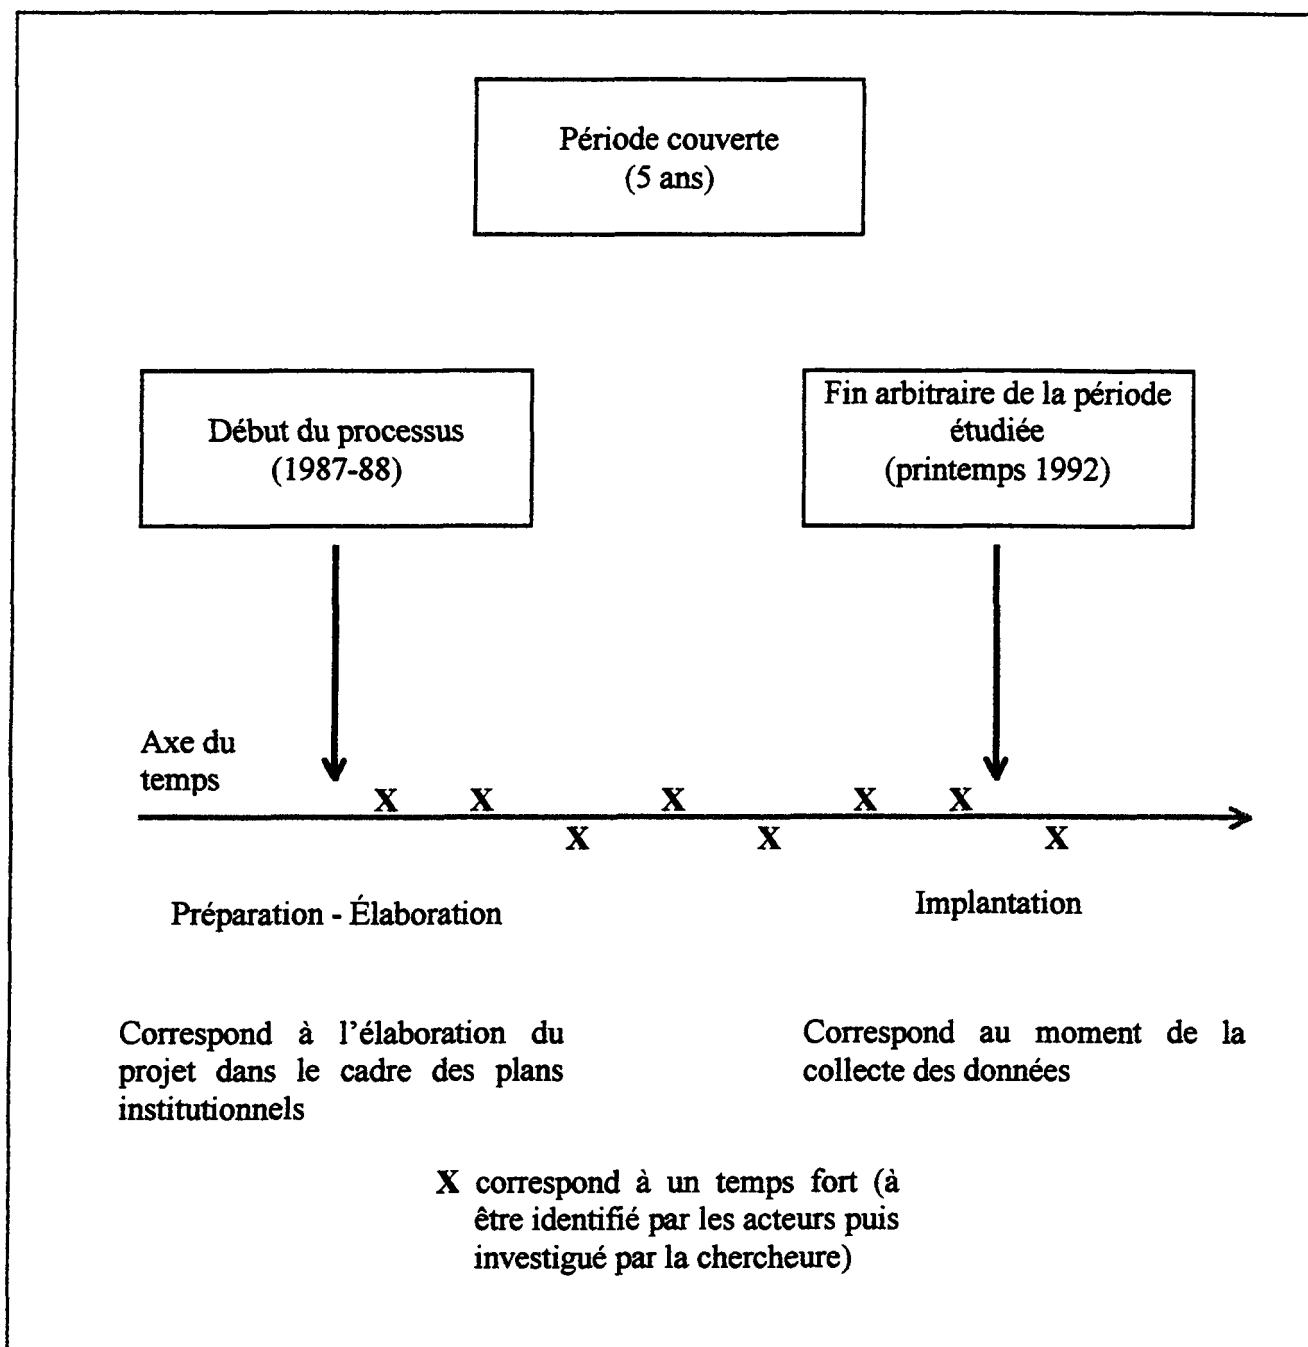 Période couverte
(5 ans)
Début du processus
(1987-88)
Fin arbitraire de la période
étudiée
(printemps 1992)
Axe du
temps
X X X X X
X X X
Préparation - Élaboration
Implantation
Correspond à l'élaboration du
projet dans le cadre des plans
institutionnels
Correspond au moment de la
collecte des données
X correspond à un temps fort (à
être identifié par les acteurs puis
investigué par la chercheure)